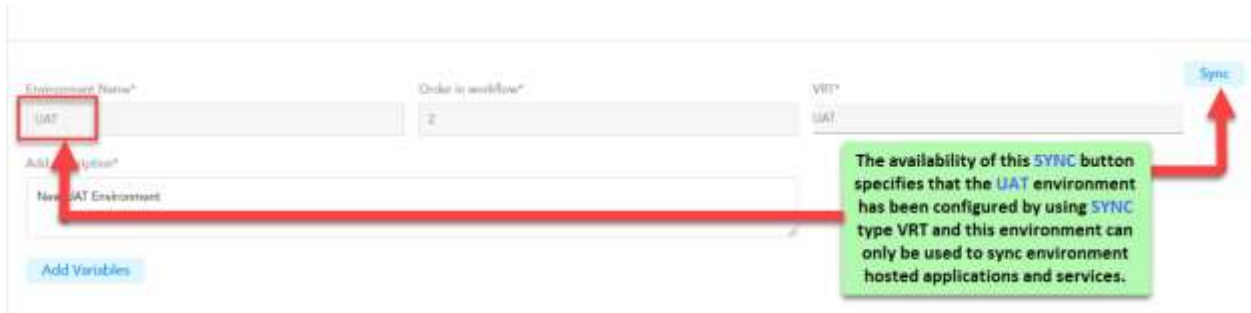 Sync
Environment Name* Order in workflow* VRT*
UAT 2 UAT
Add Description*
New UAT Environment
Add Variables
The availability of this SYNC button
specifies that the UAT environment
has been configured by using SYNC
type VRT and this environment can
only be used to sync environment
hosted applications and services.